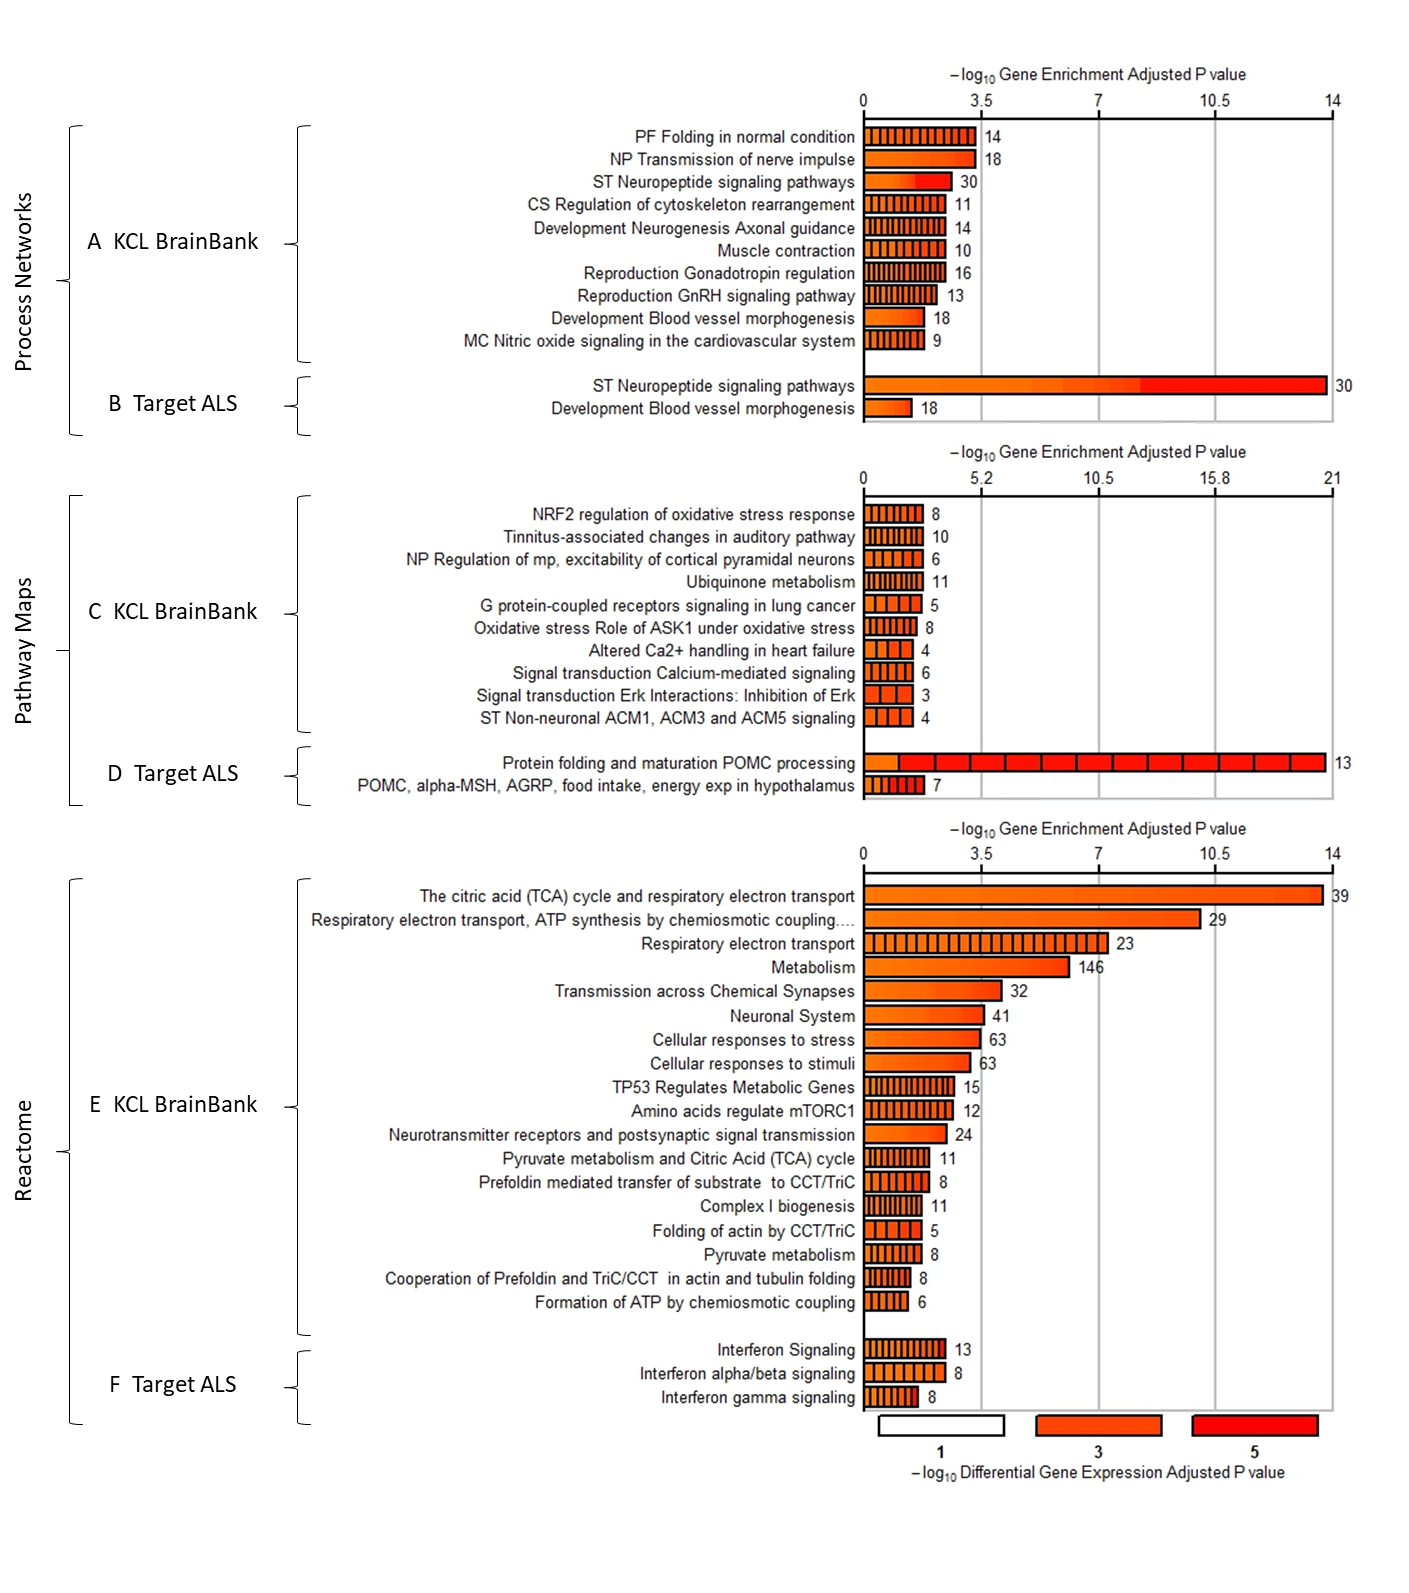 −log10 Gene Enrichment Adjusted P value
0 3.5 7 10.5 14
Process Networks
A KCL BrainBank
PF Folding in normal condition 14
NP Transmission of nerve impulse 18
ST Neuropeptide signaling pathways 30
CS Regulation of cytoskeleton rearrangement 11
Development Neurogenesis Axonal guidance 14
Muscle contraction 10
Reproduction Gonadotropin regulation 16
Reproduction GnRH signaling pathway 13
Development Blood vessel morphogenesis 18
MC Nitric oxide signaling in the cardiovascular system 9
B Target ALS
ST Neuropeptide signaling pathways 30
Development Blood vessel morphogenesis 18
−log10 Gene Enrichment Adjusted P value
0 5.2 10.5 15.8 21
Pathway Maps
C KCL BrainBank
NRF2 regulation of oxidative stress response 8
Tinnitus-associated changes in auditory pathway 10
NP Regulation of mp, excitability of cortical pyramidal neurons 6
Ubiquinone metabolism 11
G protein-coupled receptors signaling in lung cancer 5
Oxidative stress Role of ASK1 under oxidative stress 8
Altered Ca2+ handling in heart failure 4
Signal transduction Calcium-mediated signaling 6
Signal transduction Erk Interactions: Inhibition of Erk 3
ST Non-neuronal ACM1, ACM3 and ACM5 signaling 4
D Target ALS
Protein folding and maturation POMC processing 13
POMC, alpha-MSH, AGRP, food intake, energy exp in hypothalamus 7
−log10 Gene Enrichment Adjusted P value
0 3.5 7 10.5 14
Reactome
E KCL BrainBank
The citric acid (TCA) cycle and respiratory electron transport 39
Respiratory electron transport, ATP synthesis by chemiosmotic coupling.... 29
Respiratory electron transport 23
Metabolism 146
Transmission across Chemical Synapses 32
Neuronal System 41
Cellular responses to stress 63
Cellular responses to stimuli 63
TP53 Regulates Metabolic Genes 15
Amino acids regulate mTORC1 12
Neurotransmitter receptors and postsynaptic signal transmission 24
Pyruvate metabolism and Citric Acid (TCA) cycle 11
Prefoldin mediated transfer of substrate to CCT/TriC 8
Complex I biogenesis 11
Folding of actin by CCT/TriC 5
Pyruvate metabolism 8
Cooperation of Prefoldin and TriC/CCT in actin and tubulin folding 8
Formation of ATP by chemiosmotic coupling 6
F Target ALS
Interferon Signaling 13
Interferon alpha/beta signaling 8
Interferon gamma signaling 8
1 3 5
−log10 Differential Gene Expression Adjusted P value